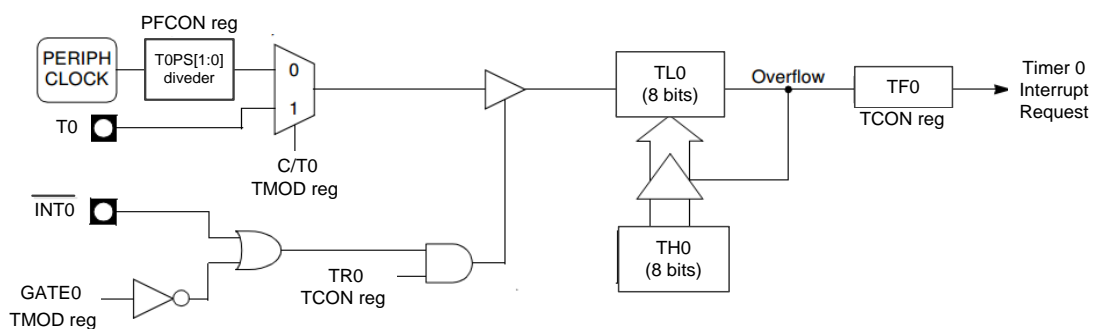 PFCON reg
PERIPH
CLOCK
T0PS[1:0]
diveder
0
1
T0
C/T0
TMOD reg
INT0
GATE0
TMOD reg
TR0
TCON reg
TL0
(8 bits)
Overflow
TF0
TCON reg
Timer 0
Interrupt
Request
TH0
(8 bits)